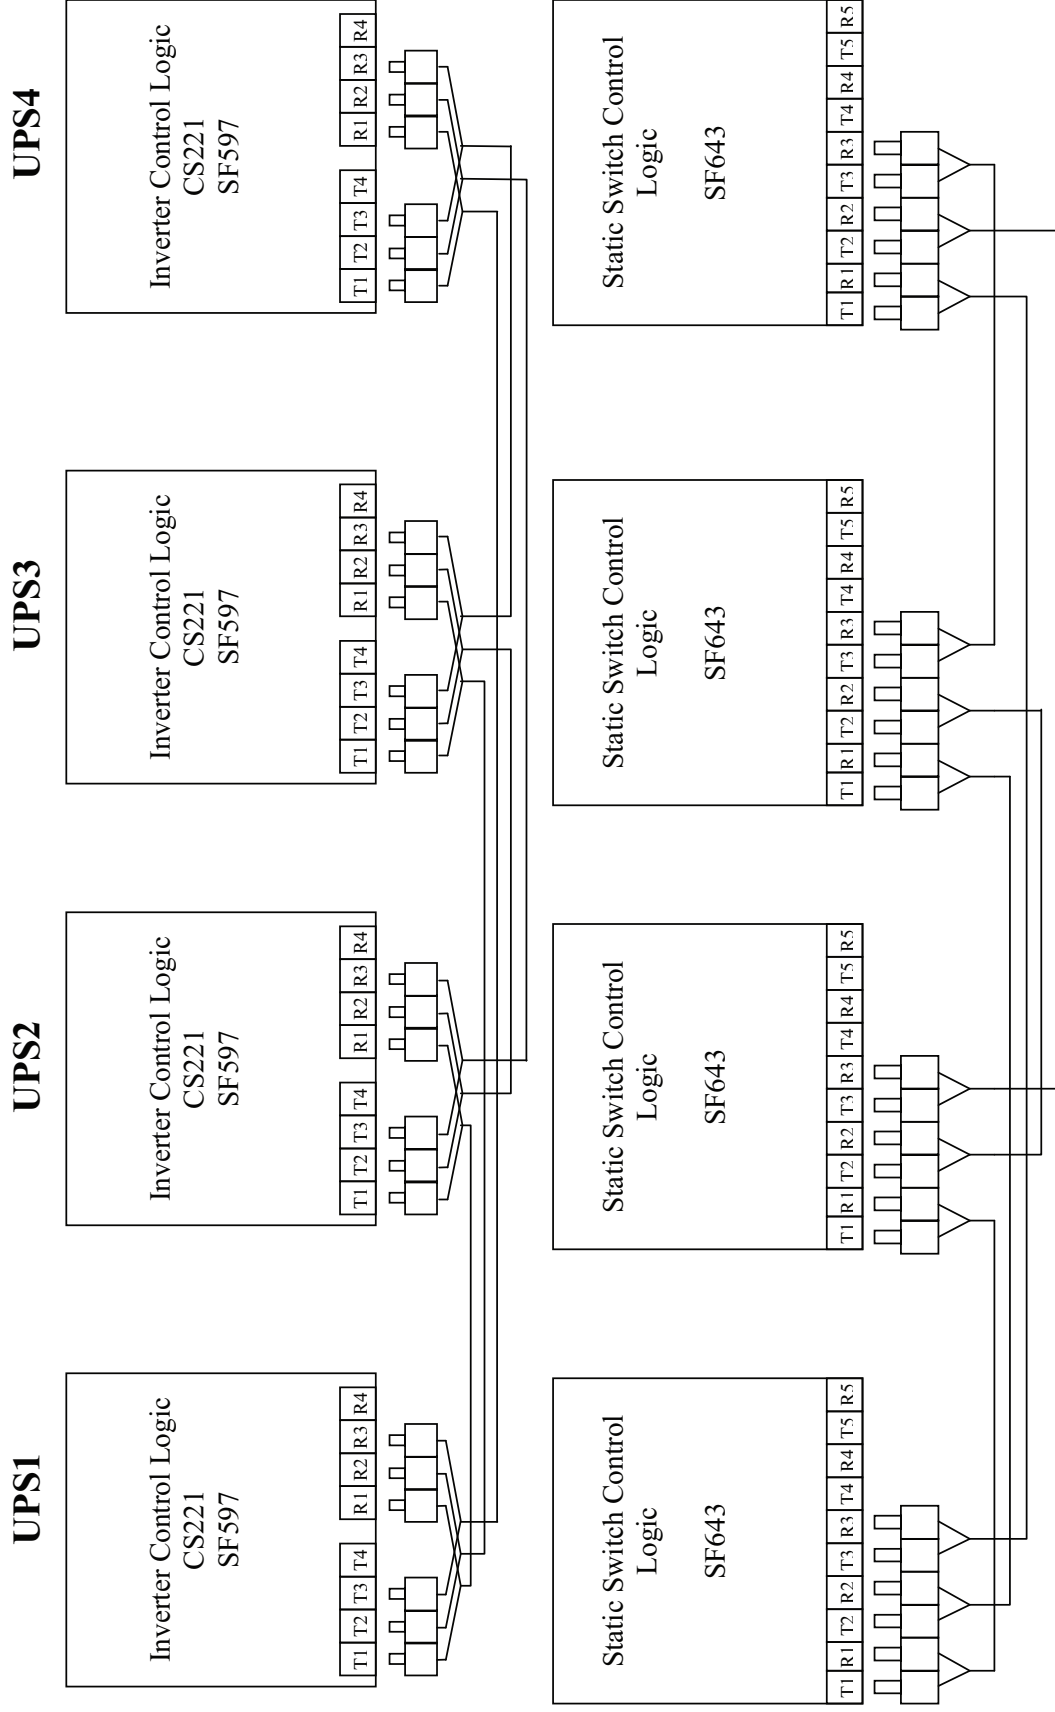 UPS1
Inverter Control Logic
CS221
SF597
T1 T2 T3 T4 R1 R2 R3 R4
Static Switch Control
Logic
SF643
T1 R1 T2 R2 T3 R3 T4 R4 T5 R5
UPS2
Inverter Control Logic
CS221
SF597
T1 T2 T3 T4 R1 R2 R3 R4
Static Switch Control
Logic
SF643
T1 R1 T2 R2 T3 R3 T4 R4 T5 R5
UPS3
Inverter Control Logic
CS221
SF597
T1 T2 T3 T4 R1 R2 R3 R4
Static Switch Control
Logic
SF643
T1 R1 T2 R2 T3 R3 T4 R4 T5 R5
UPS4
Inverter Control Logic
CS221
SF597
T1 T2 T3 T4 R1 R2 R3 R4
Static Switch Control
Logic
SF643
T1 R1 T2 R2 T3 R3 T4 R4 T5 R5